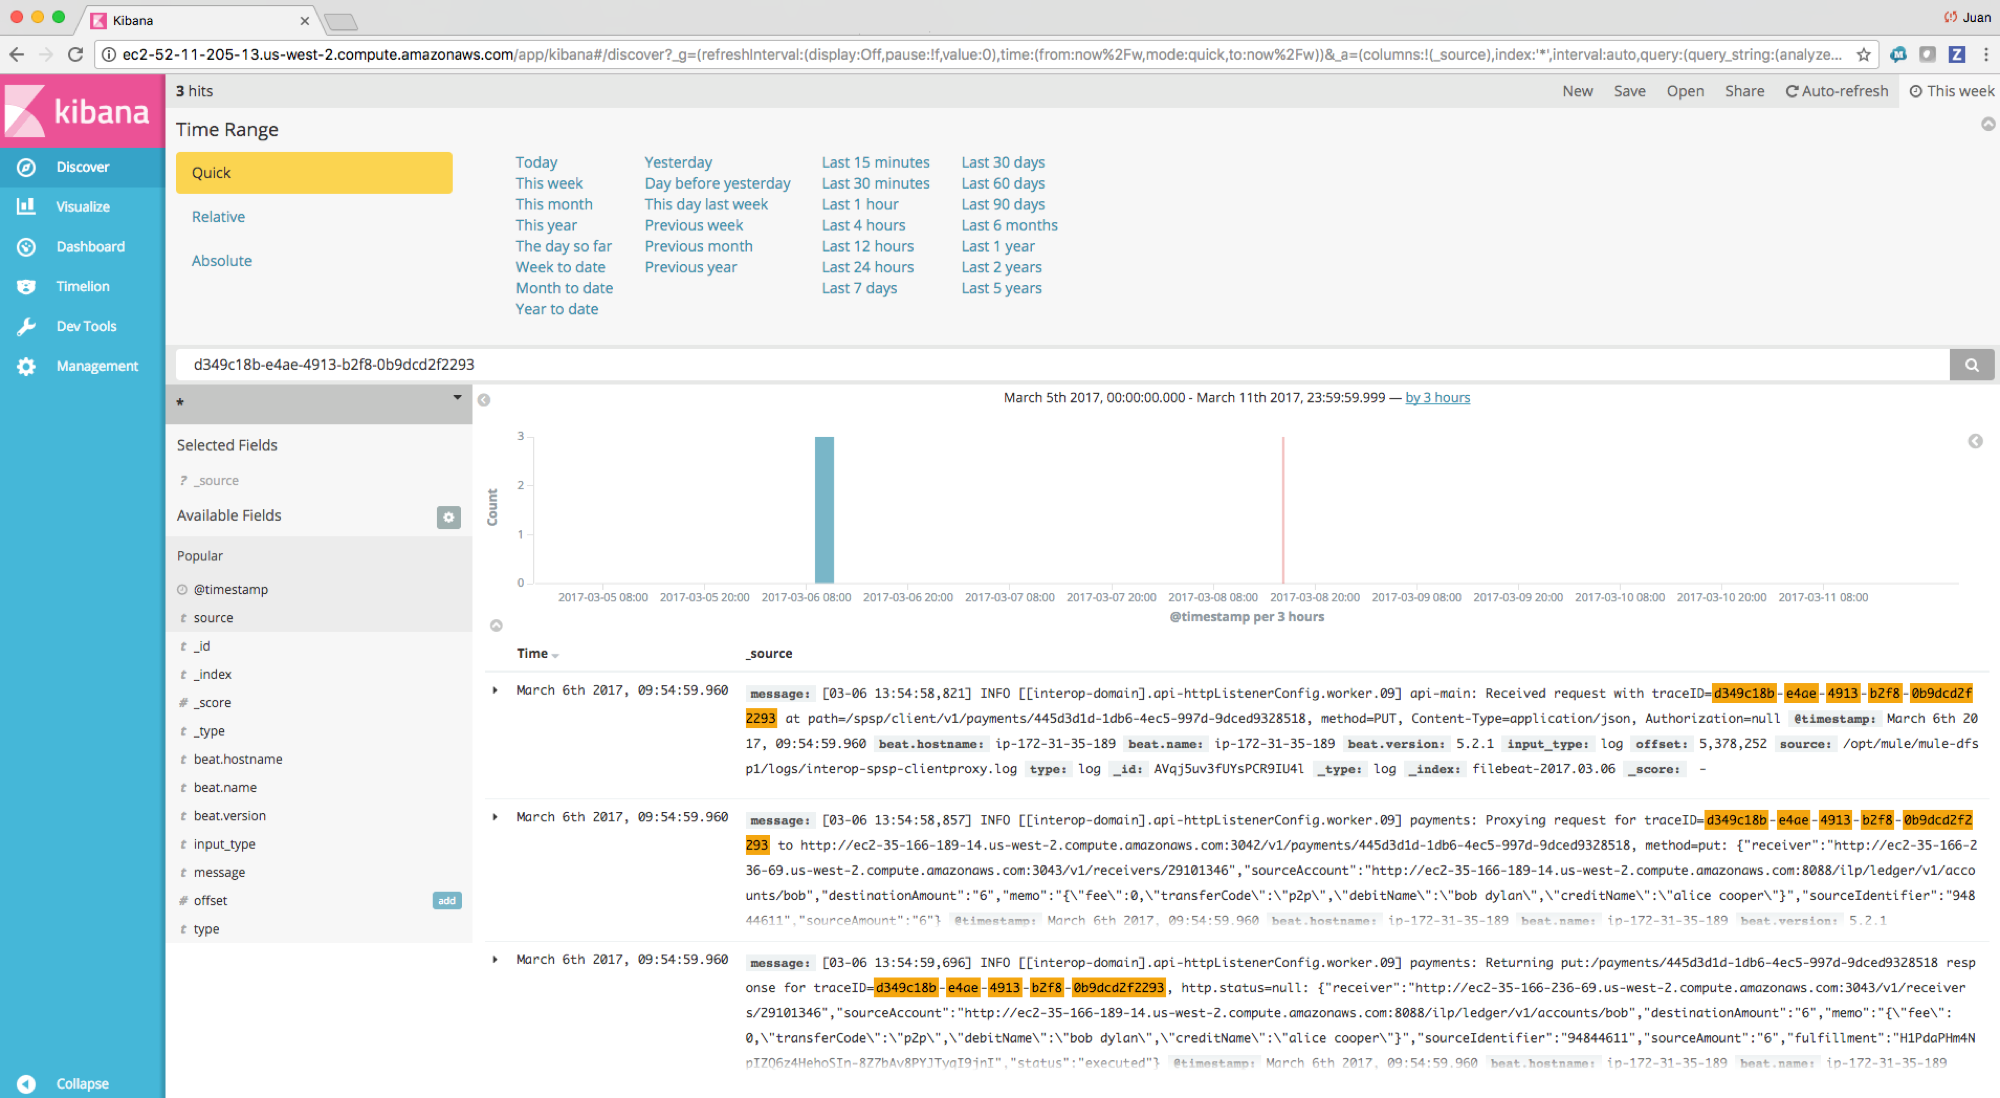 Kibana
Juan
ec2-52-11-205-13.us-west-2.compute.amazonaws.com/app/kibana#/discover?_g=(refreshInterval:(display:Off,pause:!f,value:0),time:(from:now%2Fw,mode:quick,to:now%2Fw))&_a=(columns:!(_source),index:'*',interval:auto,query:(query_string:(analyze...
kibana
3 hits
New Save Open Share Auto-refresh This week
Time Range
Quick
Relative
Absolute
Today
This week
This month
This year
The day so far
Week to date
Month to date
Year to date
Yesterday
Day before yesterday
This day last week
Previous week
Previous month
Previous year
Last 15 minutes
Last 30 minutes
Last 1 hour
Last 4 hours
Last 12 hours
Last 24 hours
Last 7 days
Last 30 days
Last 60 days
Last 90 days
Last 6 months
Last 1 year
Last 2 years
Last 5 years
Discover
Visualize
Dashboard
Timelion
Dev Tools
Management
Collapse
d349c18b-e4ae-4913-b2f8-0b9dcd2f2293
*
Selected Fields
? _source
Available Fields
Popular
@timestamp
t source
t _id
t _index
# _score
t _type
t beat.hostname
t beat.name
t beat.version
t input_type
t message
# offset add
t type
March 5th 2017, 00:00:00.000 - March 11th 2017, 23:59:59.999 — by 3 hours
Count
3
2
1
0
2017-03-05 08:00 2017-03-05 20:00 2017-03-06 08:00 2017-03-06 20:00 2017-03-07 08:00 2017-03-07 20:00 2017-03-08 08:00 2017-03-08 20:00 2017-03-09 08:00 2017-03-09 20:00 2017-03-10 08:00 2017-03-10 20:00 2017-03-11 08:00
@timestamp per 3 hours
Time _source
March 6th 2017, 09:54:59.960 message: [03-06 13:54:58,821] INFO [[interop-domain].api-httpListenerConfig.worker.09] api-main: Received request with traceID=d349c18b-e4ae-4913-b2f8-0b9dcd2f
2293 at path=/spsp/client/v1/payments/445d3d1d-1db6-4ec5-997d-9dced9328518, method=PUT, Content-Type=application/json, Authorization=null @timestamp: March 6th 20
17, 09:54:59.960 beat.hostname: ip-172-31-35-189 beat.name: ip-172-31-35-189 beat.version: 5.2.1 input_type: log offset: 5,378,252 source: /opt/mule/mule-dfs
p1/logs/interop-spsp-clientproxy.log type: log _id: AVqj5uv3fUYsPCR9IU4l _type: log _index: filebeat-2017.03.06 _score: -
March 6th 2017, 09:54:59.960 message: [03-06 13:54:58,857] INFO [[interop-domain].api-httpListenerConfig.worker.09] payments: Proxying request for traceID=d349c18b-e4ae-4913-b2f8-0b9dcd2f2
293 to http://ec2-35-166-189-14.us-west-2.compute.amazonaws.com:3042/v1/payments/445d3d1d-1db6-4ec5-997d-9dced9328518, method=put: {"receiver":"http://ec2-35-166-2
36-69.us-west-2.compute.amazonaws.com:3043/v1/receivers/29101346","sourceAccount":"http://ec2-35-166-189-14.us-west-2.compute.amazonaws.com:8088/ilp/ledger/v1/acco
unts/bob","destinationAmount":"6","memo":"{\"fee\":0,\"transferCode\":\"p2p\",\"debitName\":\"bob dylan\",\"creditName\":\"alice cooper\"}","sourceIdentifier":"948
44611","sourceAmount":"6"} @timestamp: March 6th 2017, 09:54:59.960 beat.hostname: ip-172-31-35-189 beat.name: ip-172-31-35-189 beat.version: 5.2.1
March 6th 2017, 09:54:59.960 message: [03-06 13:54:59,696] INFO [[interop-domain].api-httpListenerConfig.worker.09] payments: Returning put:/payments/445d3d1d-1db6-4ec5-997d-9dced9328518 resp
onse for traceID=d349c18b-e4ae-4913-b2f8-0b9dcd2f2293, http.status=null: {"receiver":"http://ec2-35-166-236-69.us-west-2.compute.amazonaws.com:3043/v1/receiver
s/29101346","sourceAccount":"http://ec2-35-166-189-14.us-west-2.compute.amazonaws.com:8088/ilp/ledger/v1/accounts/bob","destinationAmount":"6","memo":"{\"fee\":
0,\"transferCode\":\"p2p\",\"debitName\":\"bob dylan\",\"creditName\":\"alice cooper\"}","sourceIdentifier":"94844611","sourceAmount":"6","fulfillment":"H1PdaPHm4N
pIZQ6z4HehoSIn-8Z7bAv8PYJTyqI9jnI","status":"executed"} @timestamp: March 6th 2017, 09:54:59.960 beat.hostname: ip-172-31-35-189 beat.name: ip-172-31-35-189